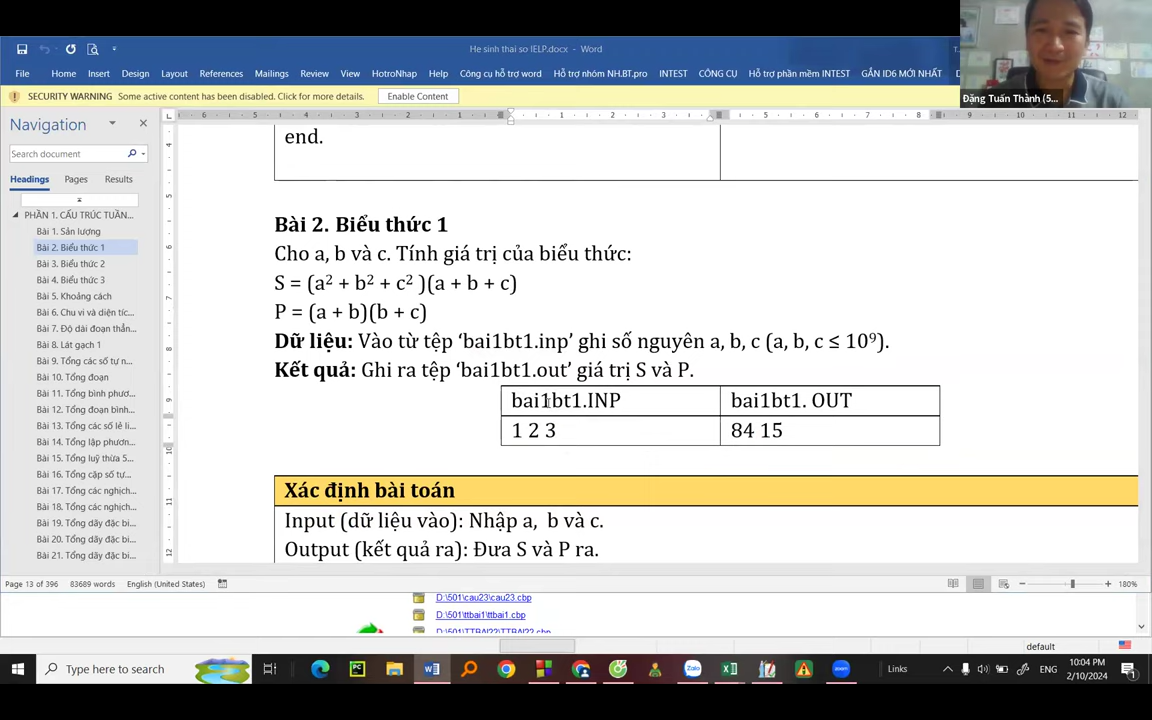 He sinh thai so IELP.docx - Word
File Home Insert Design Layout References Mailings Review View HotroNhap Help Công cụ hỗ trợ word Hỗ trợ nhóm NH.BT.pro INTEST CÔNG CỤ Hỗ trợ phần mềm INTEST GẮN ID6 MỚI NHẤT
Đặng Tuấn Thành (5...
SECURITY WARNING Some active content has been disabled. Click for more details. Enable Content
Navigation
Search document
Headings Pages Results
PHẦN 1. CẤU TRÚC TUẦN...
Bài 1. Sản lượng
Bài 2. Biểu thức 1
Bài 3. Biểu thức 2
Bài 4. Biểu thức 3
Bài 5. Khoảng cách
Bài 6. Chu vi và diện tíc...
Bài 7. Độ dài đoạn thẳn...
Bài 8. Lát gạch 1
Bài 9. Tổng các số tự n...
Bài 10. Tổng đoạn
Bài 11. Tổng bình phươ...
Bài 12. Tổng đoạn bình...
Bài 13. Tổng các số lẻ li...
Bài 14. Tổng lập phươn...
Bài 15. Tổng luỹ thừa 5...
Bài 16. Tổng cặp số tự...
Bài 17. Tổng các nghịch...
Bài 18. Tổng các nghịch...
Bài 19. Tổng dãy đặc bi...
Bài 20. Tổng dãy đặc bi...
Bài 21. Tổng dãy đặc bi...
end.
Bài 2. Biểu thức 1
Cho a, b và c. Tính giá trị của biểu thức:
S = (a² + b² + c² )(a + b + c)
P = (a + b)(b + c)
Dữ liệu: Vào từ tệp ‘bai1bt1.inp’ ghi số nguyên a, b, c (a, b, c ≤ 10⁹).
Kết quả: Ghi ra tệp ‘bai1bt1.out’ giá trị S và P.
bai1bt1.INP bai1bt1. OUT
1 2 3 84 15
Xác định bài toán
Input (dữ liệu vào): Nhập a, b và c.
Output (kết quả ra): Đưa S và P ra.
Page 13 of 396 83689 words English (United States) 180%
D:\501\cau23\cau23.cbp
D:\501\ttbai1\ttbai1.cbp
D:\501\TTBAI22\TTBAI22.cbp
default
Type here to search
Links
ENG
10:04 PM
2/10/2024